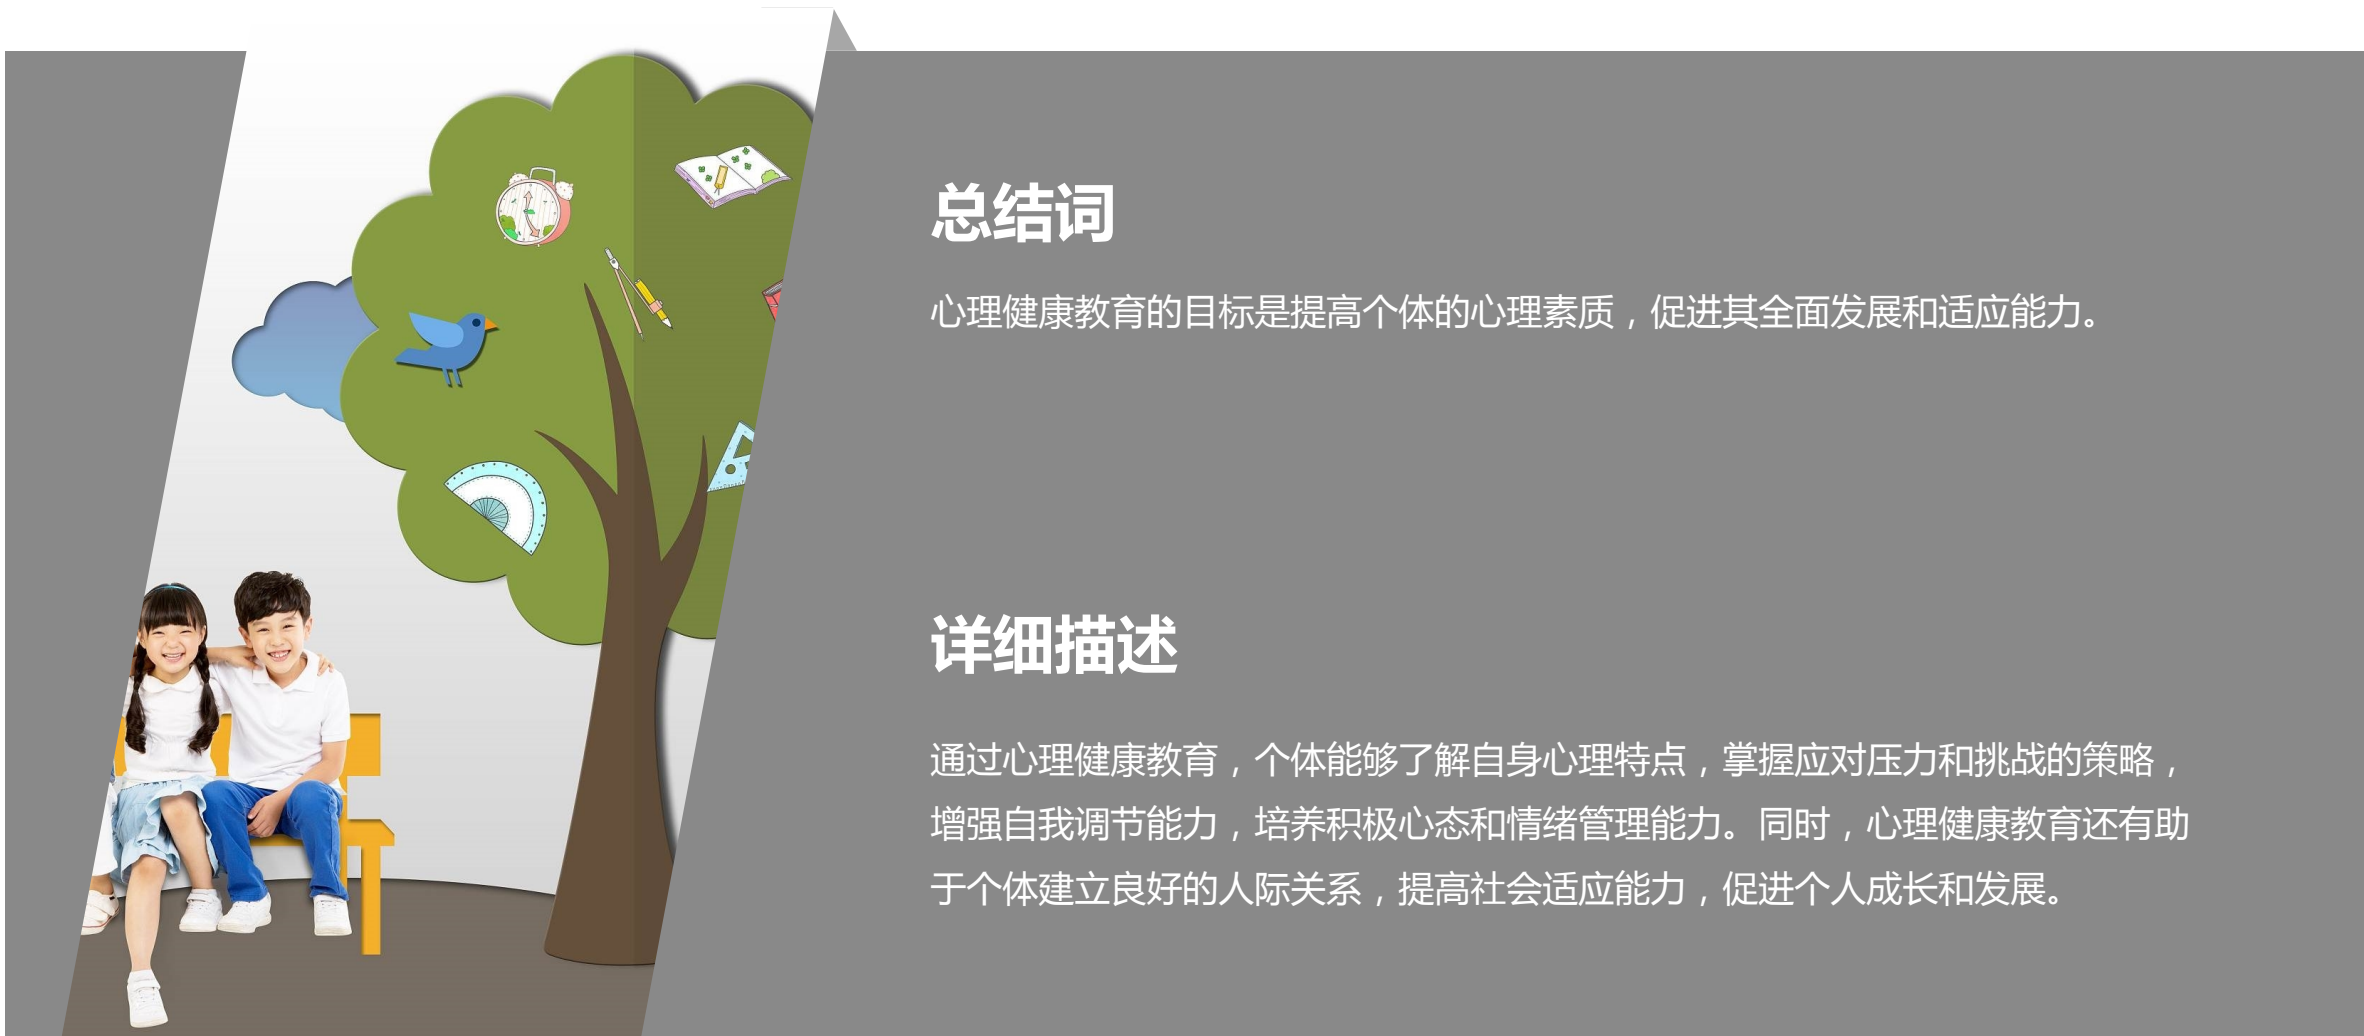 总结词
心理健康教育的目标是提高个体的心理素质，促进其全面发展和适应能力。
详细描述
通过心理健康教育，个体能够了解自身心理特点，掌握应对压力和挑战的策略，
增强自我调节能力，培养积极心态和情绪管理能力。同时，心理健康教育还有助
于个体建立良好的人际关系，提高社会适应能力，促进个人成长和发展。